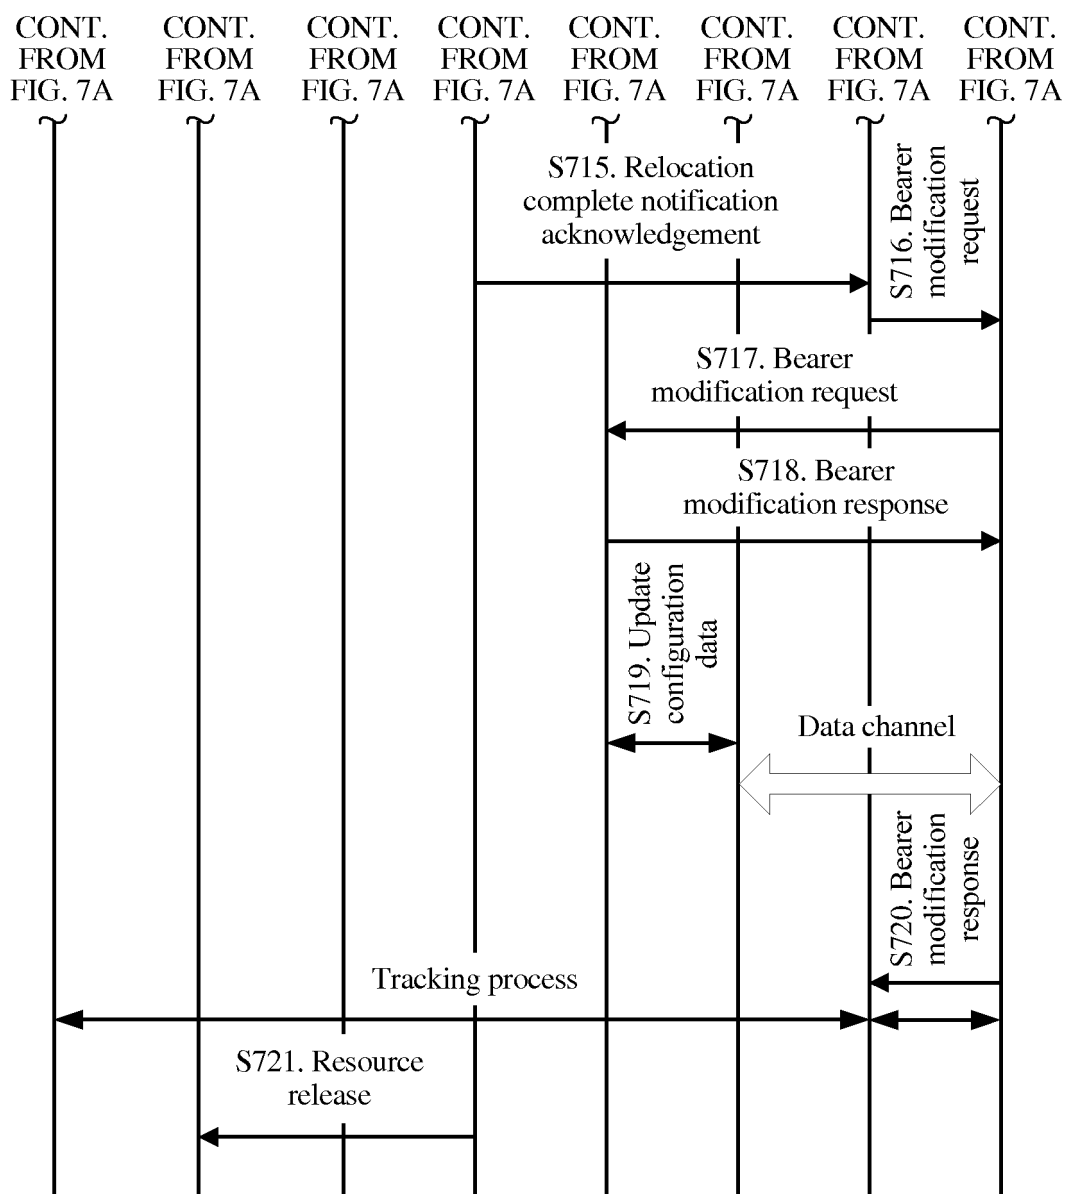 CONT. CONT. CONT. CONT. CONT. CONT. CONT. CONT.
FROM FROM FROM FROM FROM FROM FROM FROM
FIG. 7A FIG. 7A FIG. 7A FIG. 7A FIG. 7A FIG. 7A FIG. 7A FIG. 7A
S715. Relocation
complete notification
acknowledgement
S716. Bearer
modification
request
S717. Bearer
modification request
S718. Bearer
modification response
S719. Update
configuration
data
Data channel
S720. Bearer
modification
response
Tracking process
S721. Resource
release